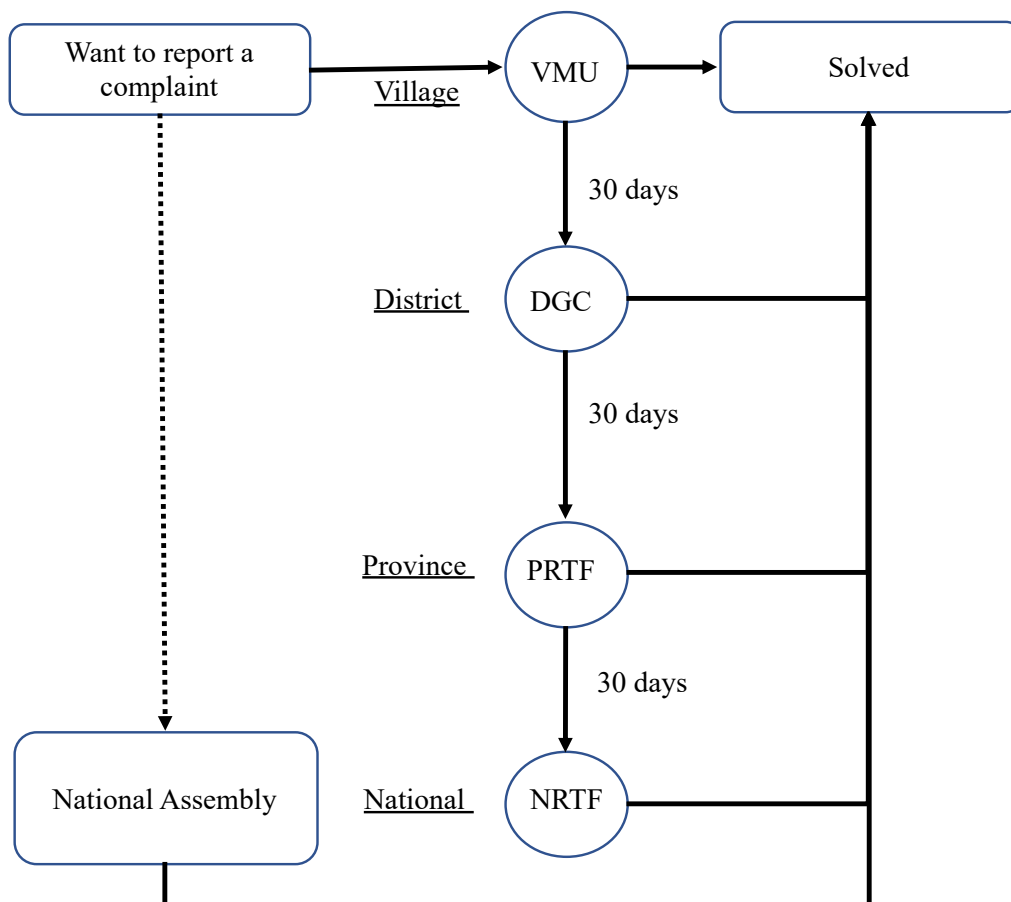 Want to report a
complaint
Village
VMU
Solved
30 days
District
DGC
30 days
Province
PRTF
30 days
National Assembly
National
NRTF